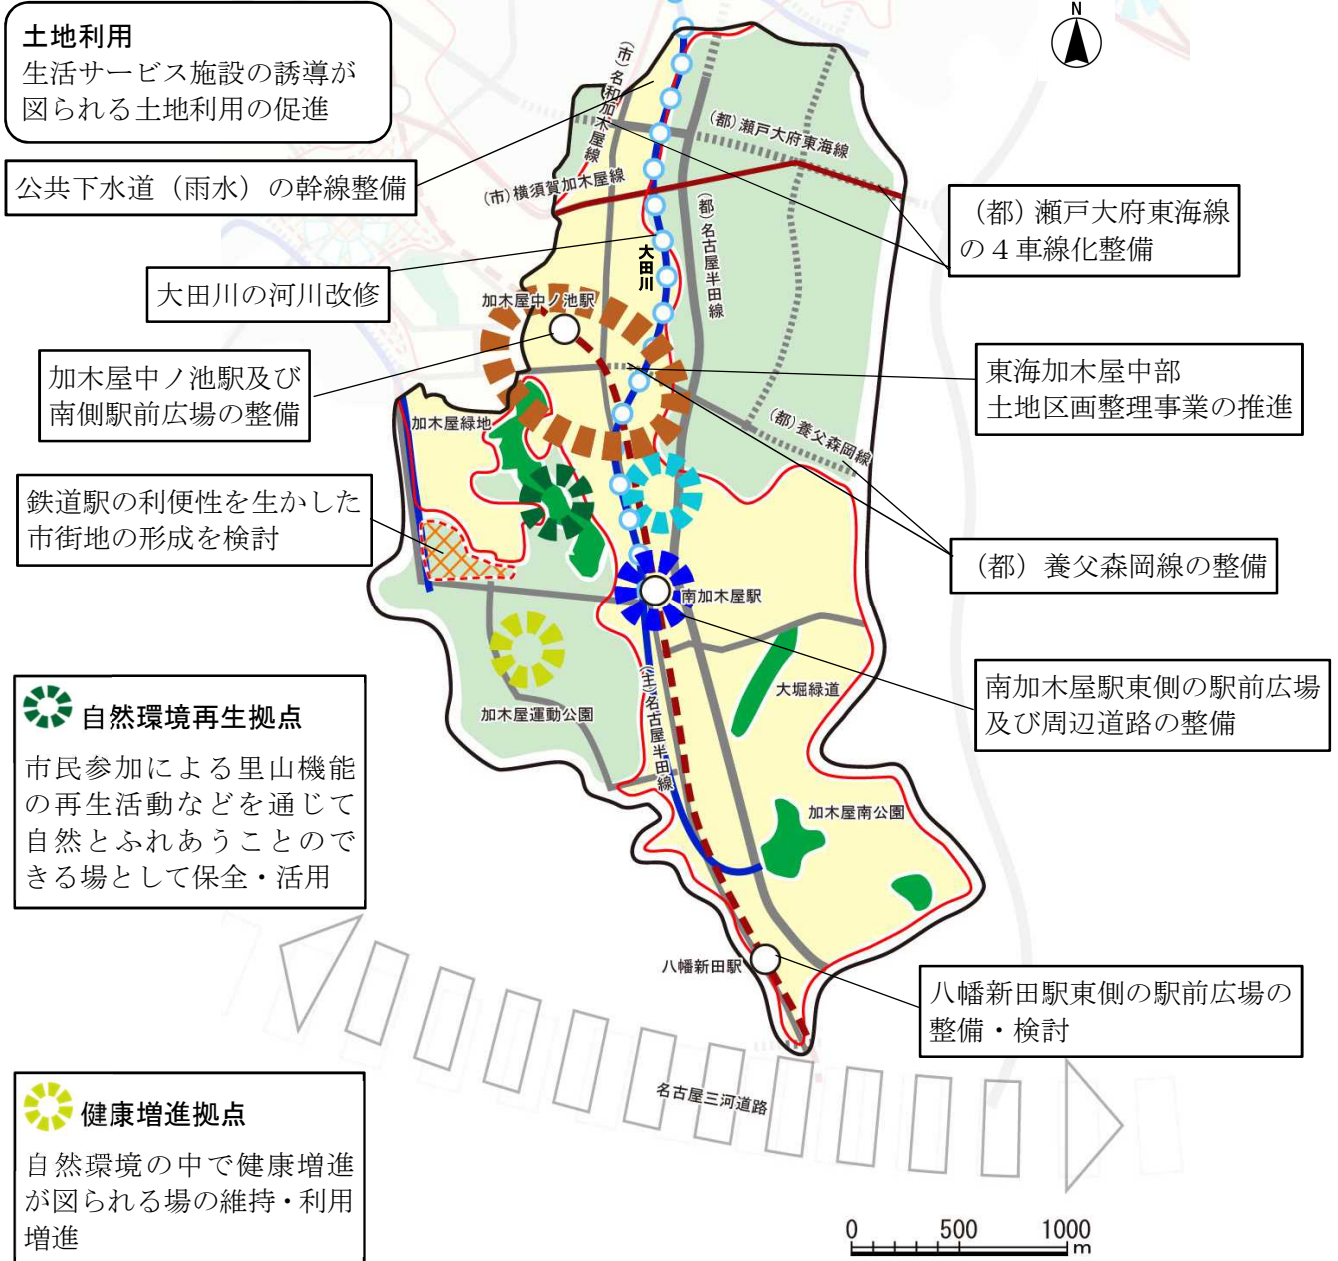 土地利用
生活サービス施設の誘導が
図られる土地利用の促進
公共下水道（雨水）の幹線整備
大田川の河川改修
加木屋中ノ池駅及び
南側駅前広場の整備
鉄道駅の利便性を生かした
市街地の形成を検討
自然環境再生拠点
市民参加による里山機能
の再生活動などを通じて
自然とふれあうことので
きる場として保全・活用
健康増進拠点
自然環境の中で健康増進
が図られる場の維持・利用
増進
N
(市)名和加木屋線
(都)瀬戸大府東海線
(市)横須賀加木屋線
(都)名古屋半田線
大田川
加木屋中ノ池駅
加木屋緑地
(都)養父森岡線
南加木屋駅
大堀緑道
加木屋運動公園
(主)名古屋半田線
加木屋南公園
八幡新田駅
名古屋三河道路
（都）瀬戸大府東海線
の４車線化整備
東海加木屋中部
土地区画整理事業の推進
（都）養父森岡線の整備
南加木屋駅東側の駅前広場
及び周辺道路の整備
八幡新田駅東側の駅前広場の
整備・検討
0 500 1000
m